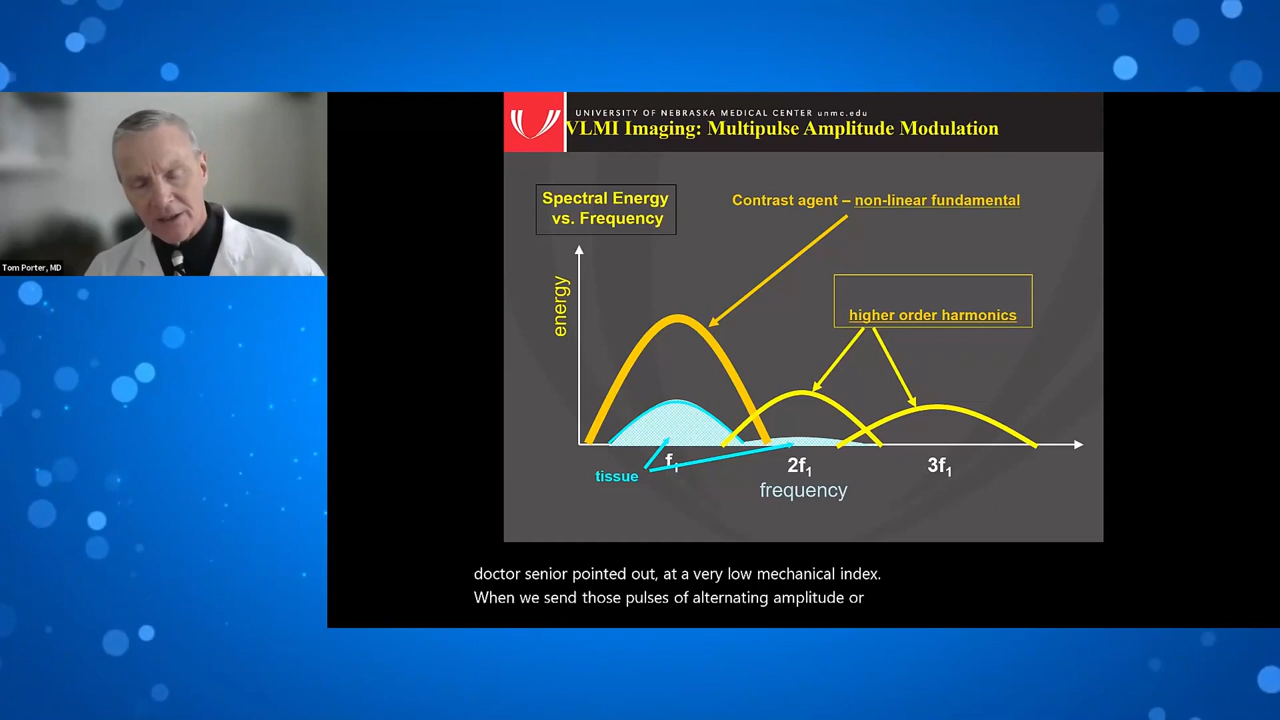 UNIVERSITY OF NEBRASKA MEDICAL CENTER unmc.edu
VLMI Imaging: Multipulse Amplitude Modulation
Spectral Energy
vs. Frequency
Contrast agent – non-linear fundamental
higher order harmonics
energy
f1
2f1
3f1
tissue
frequency
Tom Porter, MD
doctor senior pointed out, at a very low mechanical index.
When we send those pulses of alternating amplitude or